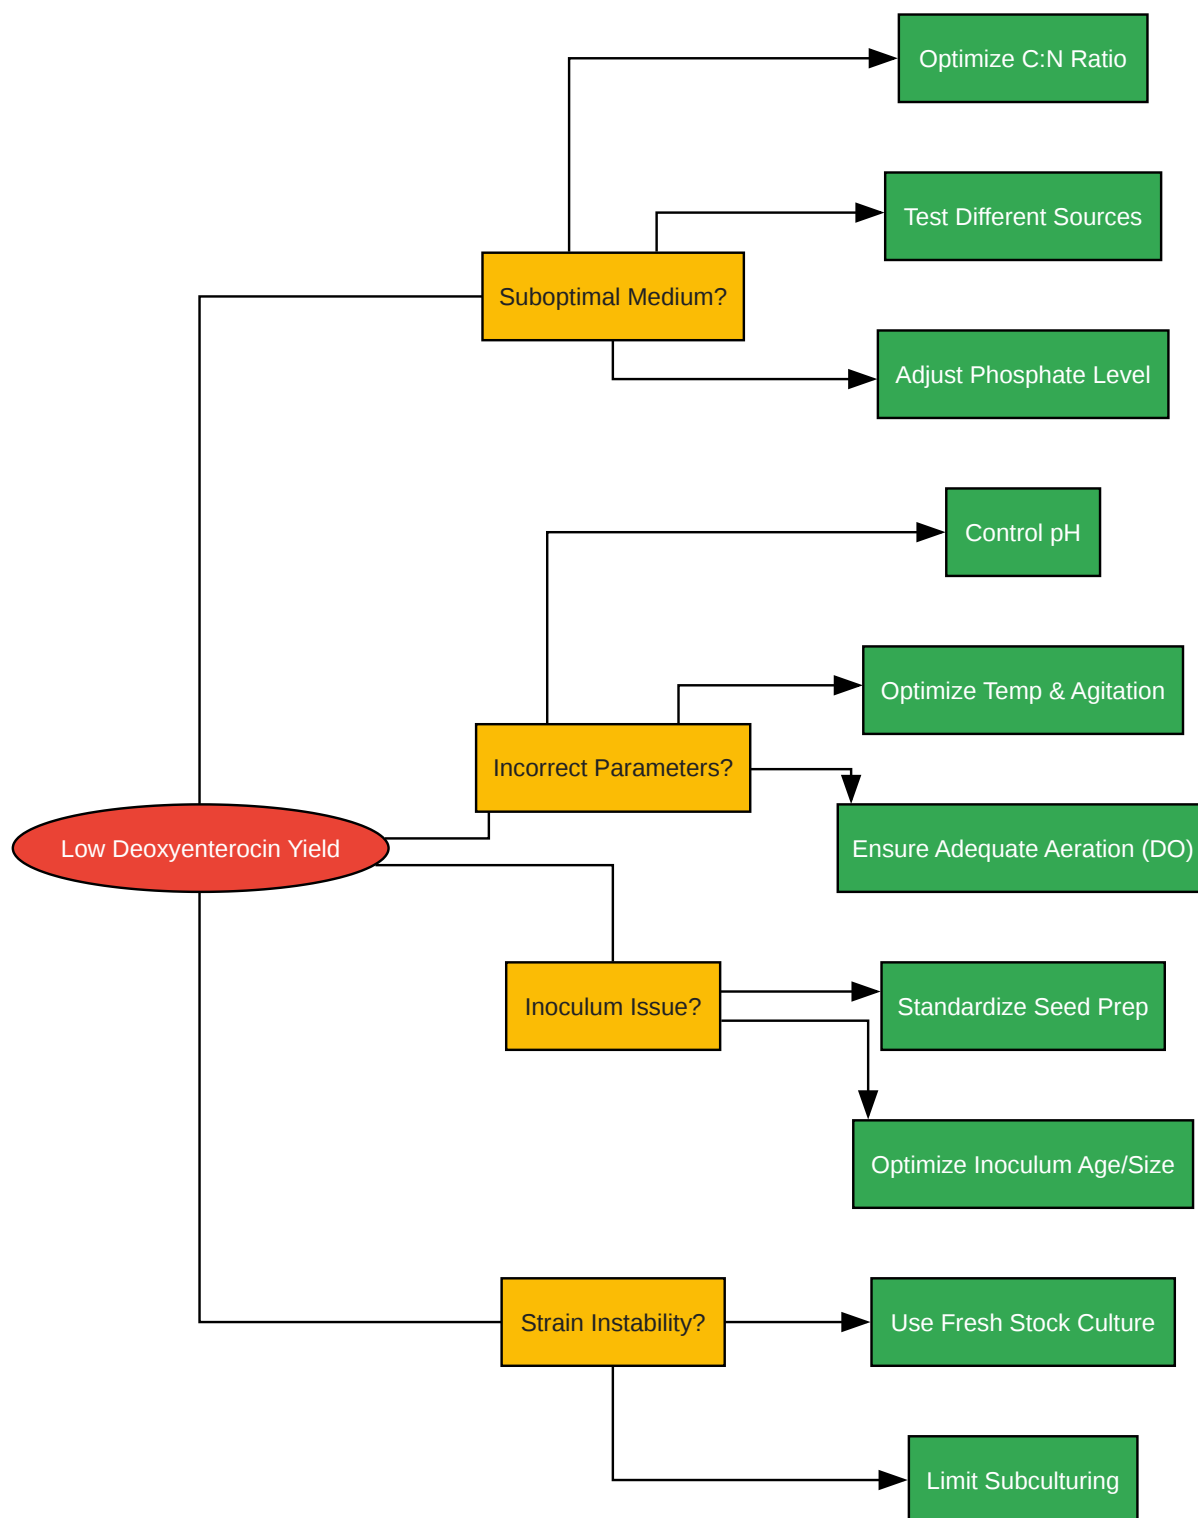 Optimize C:N Ratio
Test Different Sources
Suboptimal Medium?
Adjust Phosphate Level
Control pH
Optimize Temp & Agitation
Incorrect Parameters?
Low Deoxyenterocin Yield
Ensure Adequate Aeration (DO)
Inoculum Issue?
Standardize Seed Prep
Optimize Inoculum Age/Size
Strain Instability?
Use Fresh Stock Culture
Limit Subculturing